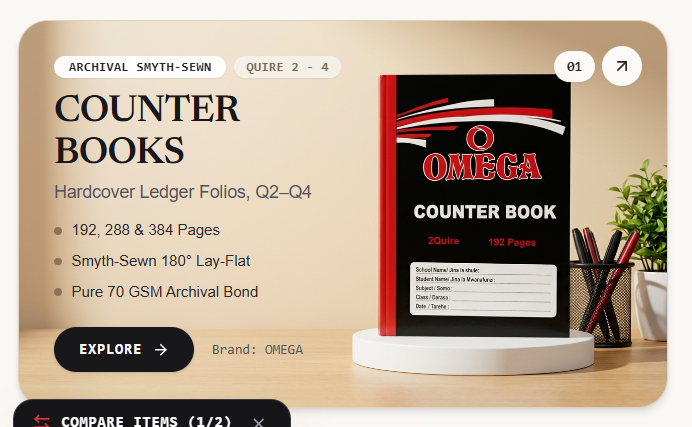 ARCHIVAL SMYTH-SEWN
QUIRE 2 - 4
01
COUNTER
BOOKS
Hardcover Ledger Folios, Q2–Q4
192, 288 & 384 Pages
Smyth-Sewn 180° Lay-Flat
Pure 70 GSM Archival Bond
EXPLORE →
Brand: OMEGA
OMEGA
COUNTER BOOK
2Quire 192 Pages
School Name/ Jina la shule:
Student Name/ Jina la Mwanafunzi:
Subject / Somo:
Class / Darasa:
Date / Tarehe:
COMPARE ITEMS (1/2) ×